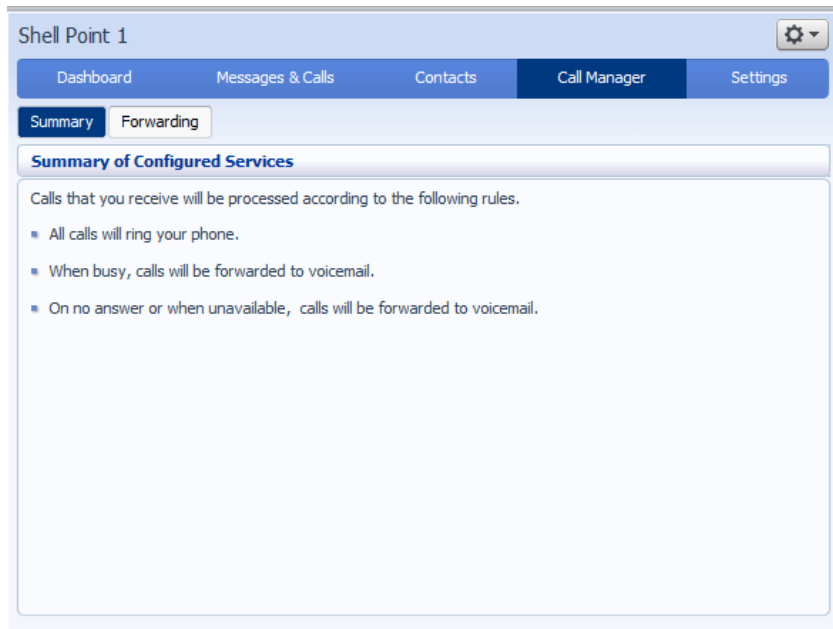 Shell Point 1
Dashboard Messages & Calls Contacts Call Manager Settings
Summary Forwarding
Summary of Configured Services
Calls that you receive will be processed according to the following rules.
All calls will ring your phone.
When busy, calls will be forwarded to voicemail.
On no answer or when unavailable, calls will be forwarded to voicemail.